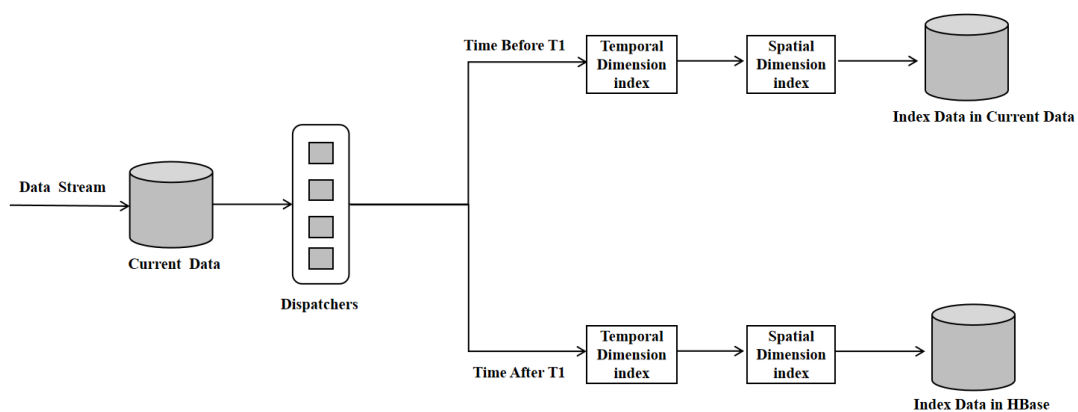 Time Before T1
Temporal
Dimension
index
Spatial
Dimension
index
Index Data in Current Data
Data Stream
Current Data
Dispatchers
Time After T1
Temporal
Dimension
index
Spatial
Dimension
index
Index Data in HBase